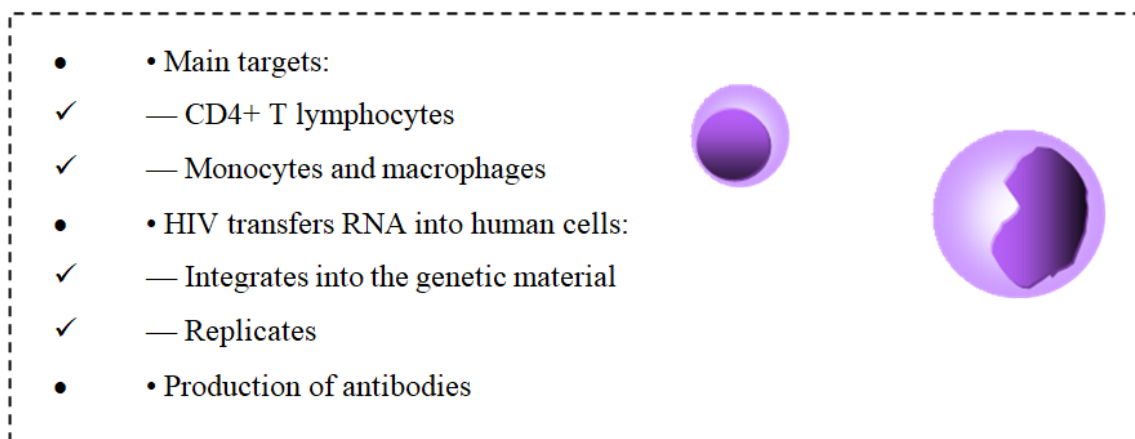 ● • Main targets:
✓ — CD4+ T lymphocytes
✓ — Monocytes and macrophages
● • HIV transfers RNA into human cells:
✓ — Integrates into the genetic material
✓ — Replicates
● • Production of antibodies